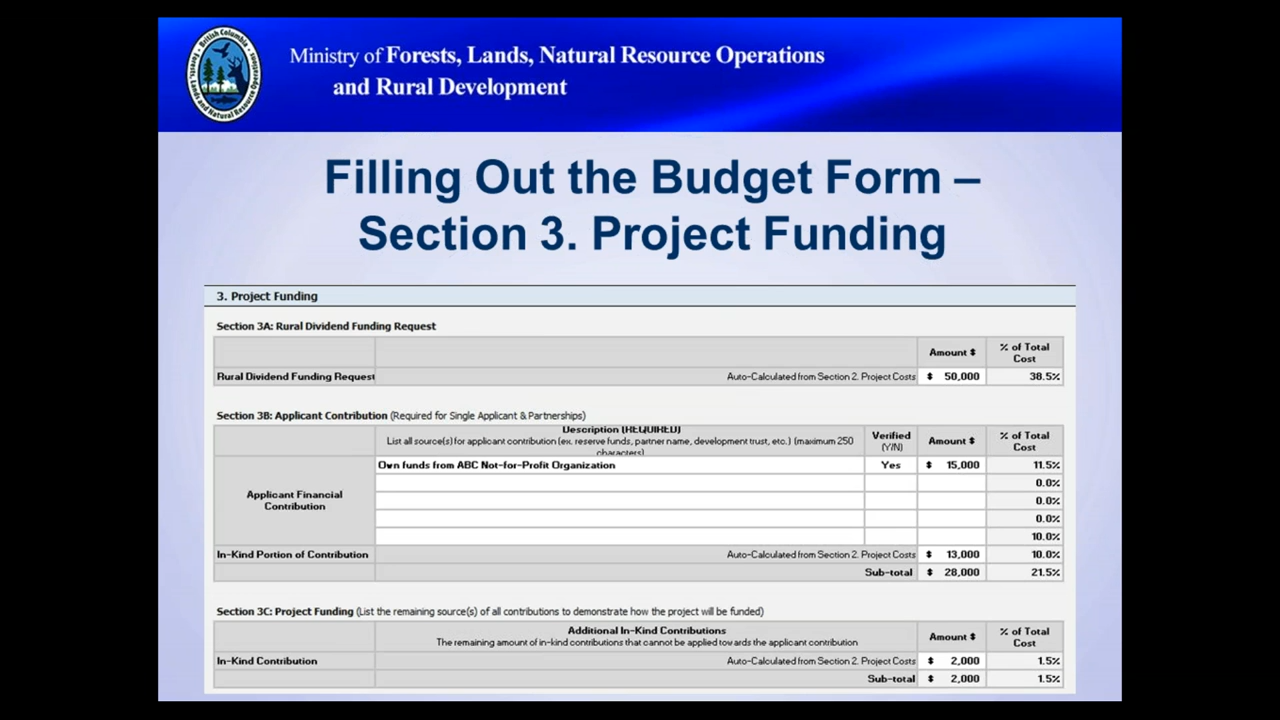 British Columbia
Forests, Lands and Natural Resource Operations
Ministry of Forests, Lands, Natural Resource Operations
and Rural Development
Filling Out the Budget Form –
Section 3. Project Funding
3. Project Funding
Section 3A: Rural Dividend Funding Request
Amount $ % of Total
Cost
Rural Dividend Funding Request Auto-Calculated from Section 2. Project Costs $ 50,000 38.5%
Section 3B: Applicant Contribution (Required for Single Applicant & Partnerships)
Description (REQUIRED)
List all source(s) for applicant contribution (ex. reserve funds, partner name, development trust, etc.) (maximum 250
characters)
Verified
(Y/N)
Amount $
% of Total
Cost
Own funds from ABC Not-for-Profit Organization Yes $ 15,000 11.5%
0.0%
Applicant Financial
Contribution
0.0%
0.0%
10.0%
In-Kind Portion of Contribution Auto-Calculated from Section 2. Project Costs $ 13,000 10.0%
Sub-total $ 28,000 21.5%
Section 3C: Project Funding (List the remaining source(s) of all contributions to demonstrate how the project will be funded)
Additional In-Kind Contributions
The remaining amount of in-kind contributions that cannot be applied towards the applicant contribution
Amount $
% of Total
Cost
In-Kind Contribution Auto-Calculated from Section 2. Project Costs $ 2,000 1.5%
Sub-total $ 2,000 1.5%